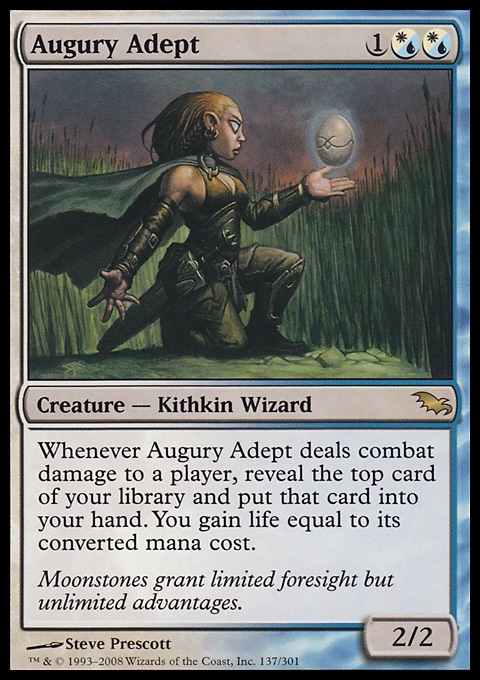 Augury Adept 1
Creature — Kithkin Wizard
Whenever Augury Adept deals combat
damage to a player, reveal the top card
of your library and put that card into
your hand. You gain life equal to its
converted mana cost.
Moonstones grant limited foresight but
unlimited advantages.
Steve Prescott
2/2
™ & © 1993–2008 Wizards of the Coast, Inc. 137/301